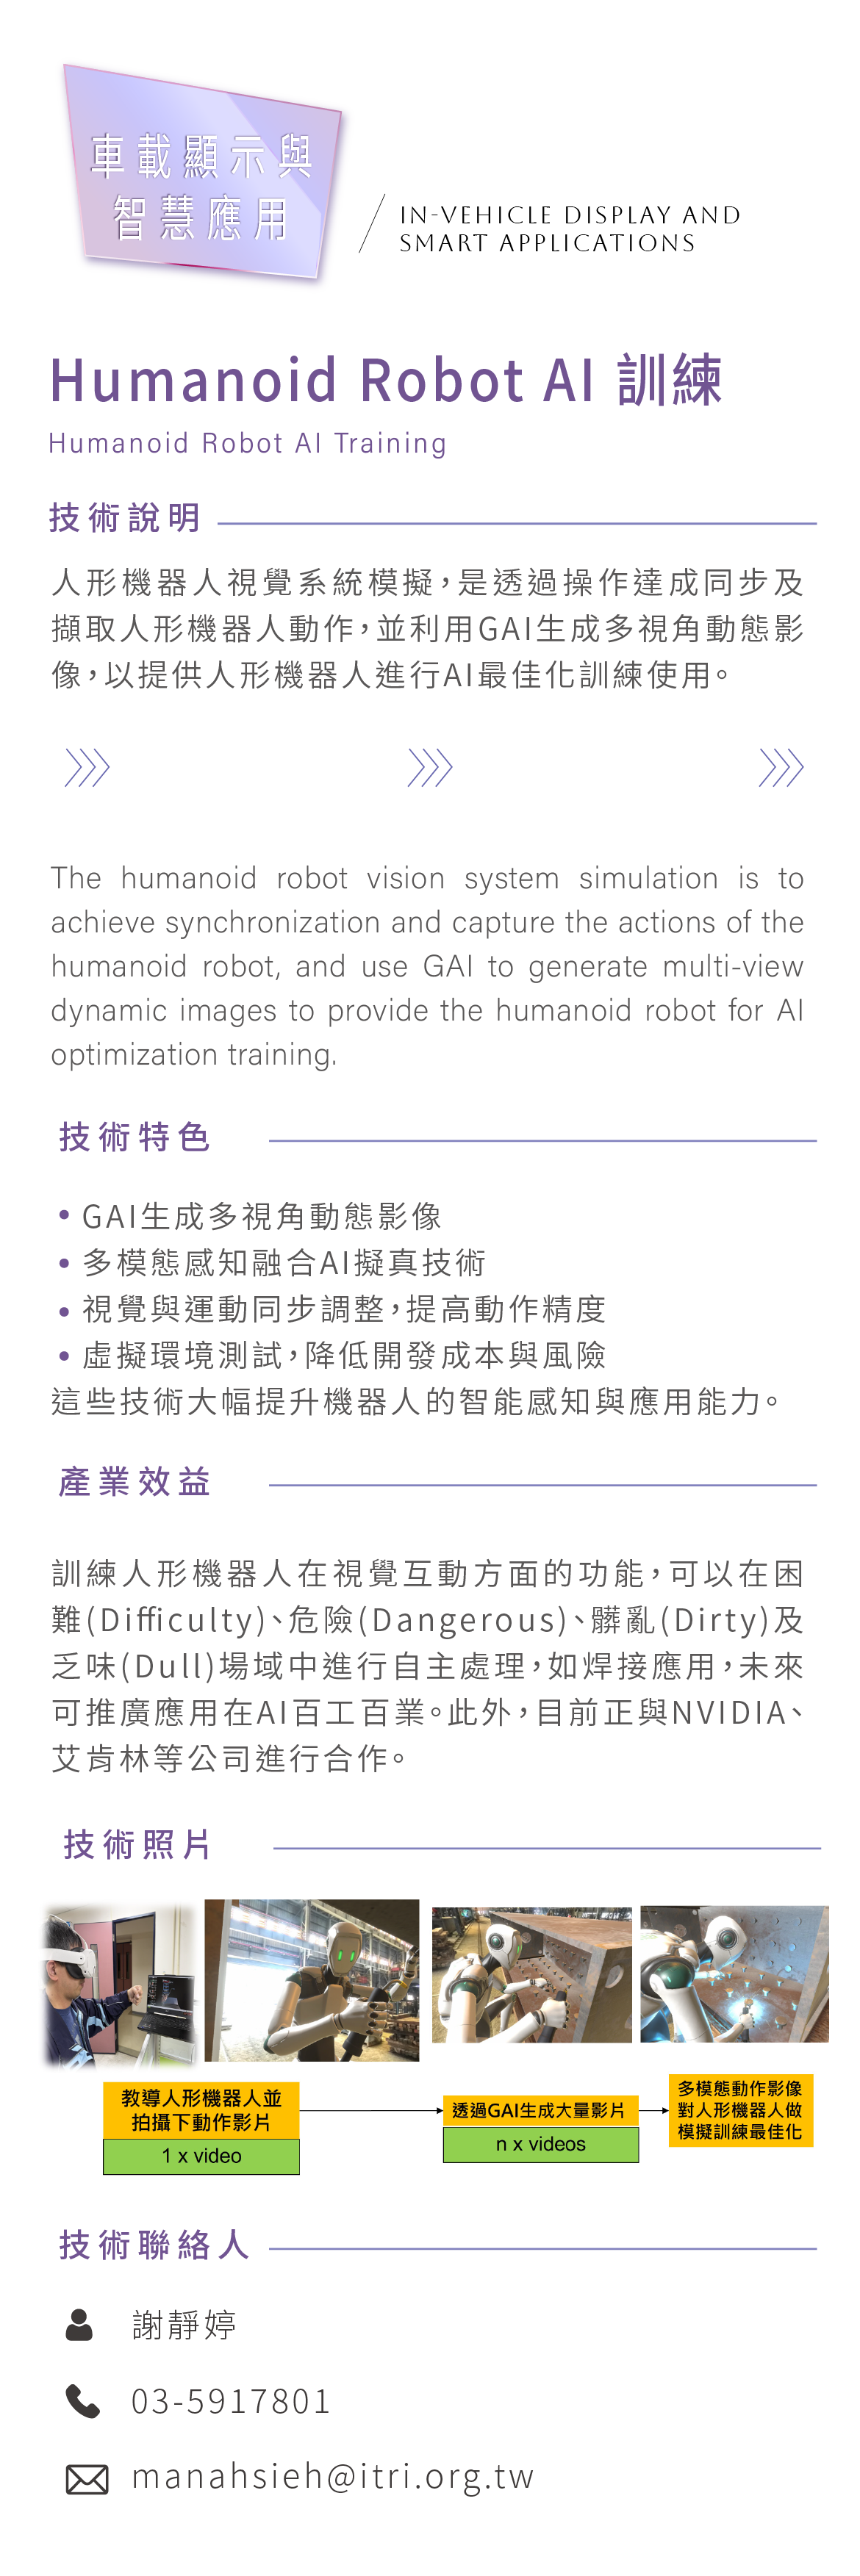 車載顯示與
智慧應用
IN-VEHICLE DISPLAY AND
SMART APPLICATIONS
Humanoid Robot AI 訓練
Humanoid Robot AI Training
技術說明
人形機器人視覺系統模擬，是透過操作達成同步及
擷取人形機器人動作，並利用GAI生成多視角動態影
像，以提供人形機器人進行AI最佳化訓練使用。
The humanoid robot vision system simulation is to
achieve synchronization and capture the actions of the
humanoid robot, and use GAI to generate multi-view
dynamic images to provide the humanoid robot for AI
optimization training.
技術特色
• GAI生成多視角動態影像
• 多模態感知融合AI擬真技術
• 視覺與運動同步調整，提高動作精度
• 虛擬環境測試，降低開發成本與風險
這些技術大幅提升機器人的智能感知與應用能力。
產業效益
訓練人形機器人在視覺互動方面的功能，可以在困
難(Difficulty)、危險(Dangerous)、髒亂(Dirty)及
乏味(Dull)場域中進行自主處理，如焊接應用，未來
可推廣應用在AI百工百業。此外，目前正與NVIDIA、
艾肯林等公司進行合作。
技術照片
教導人形機器人並
拍攝下動作影片
1 x video
透過GAI生成大量影片
n x videos
多模態動作影像
對人形機器人做
模擬訓練最佳化
技術聯絡人
謝靜婷
03-5917801
manahsieh@itri.org.tw